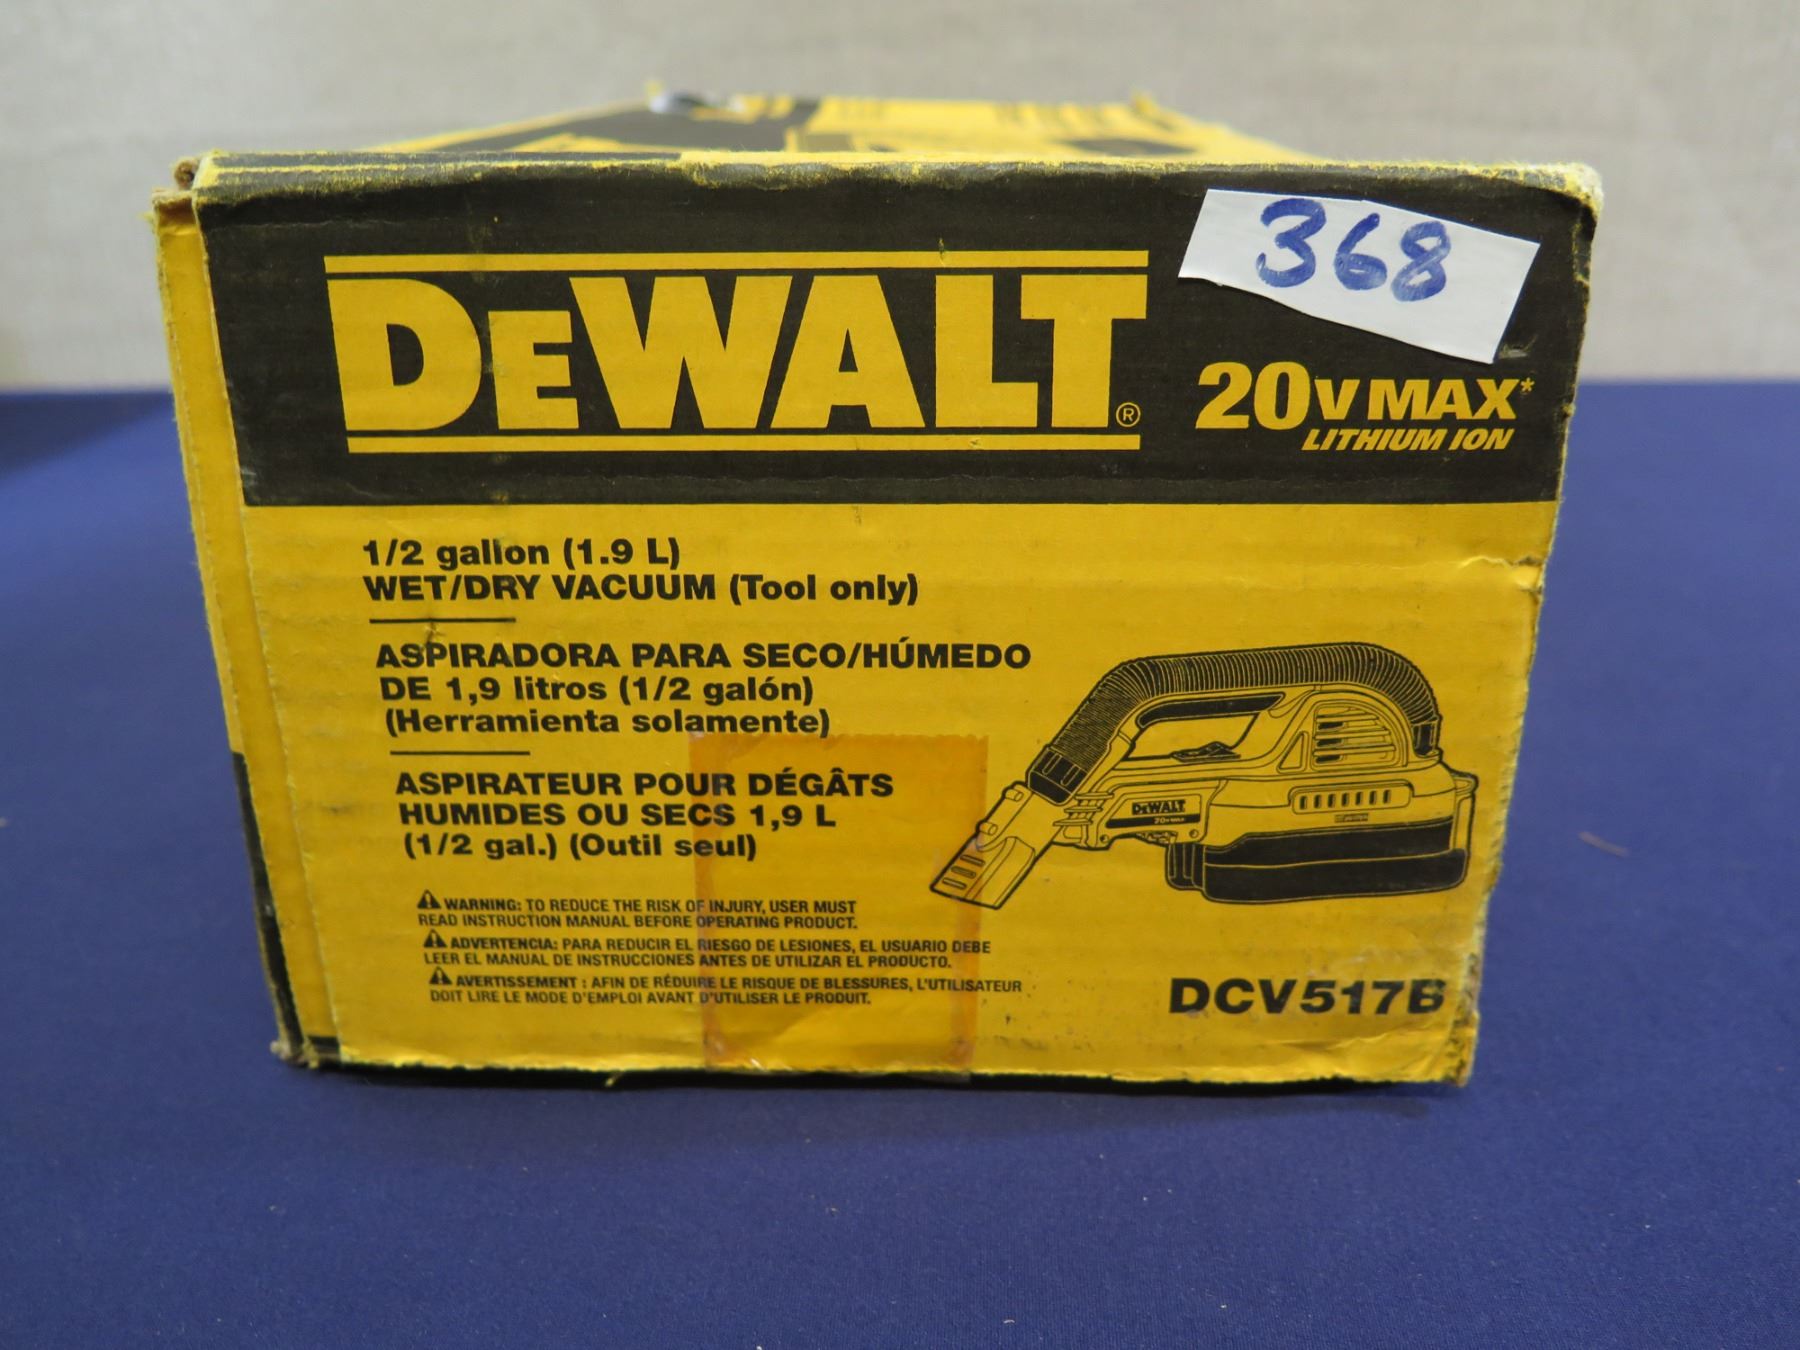 368
DEWALT®
20V MAX*
LITHIUM ION
1/2 gallon (1.9 L)
WET/DRY VACUUM (Tool only)
ASPIRADORA PARA SECO/HÚMEDO
DE 1,9 litros (1/2 galón)
(Herramienta solamente)
ASPIRATEUR POUR DÉGÂTS
HUMIDES OU SECS 1,9 L
(1/2 gal.) (Outil seul)
DEWALT
20V MAX
⚠ WARNING: TO REDUCE THE RISK OF INJURY, USER MUST
READ INSTRUCTION MANUAL BEFORE OPERATING PRODUCT.
⚠ ADVERTENCIA: PARA REDUCIR EL RIESGO DE LESIONES, EL USUARIO DEBE
LEER EL MANUAL DE INSTRUCCIONES ANTES DE UTILIZAR EL PRODUCTO.
⚠ AVERTISSEMENT : AFIN DE RÉDUIRE LE RISQUE DE BLESSURES, L'UTILISATEUR
DOIT LIRE LE MODE D'EMPLOI AVANT D'UTILISER LE PRODUIT.
DCV517B